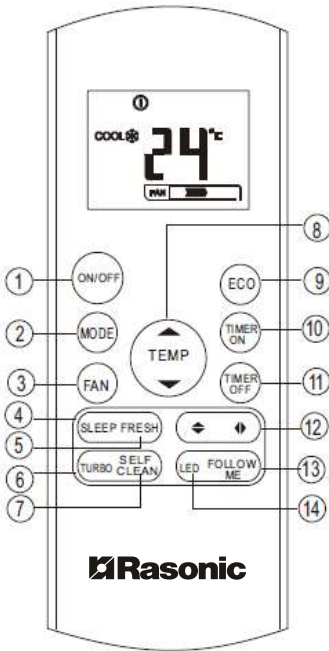 COOL 24°C
FAN
8
1 ON/OFF ECO 9
2 MODE TIMER ON 10
TEMP
3 FAN TIMER OFF 11
4 SLEEP FRESH 12
5
6 TURBO SELF CLEAN LED FOLLOW ME 13
7 14
Rasonic